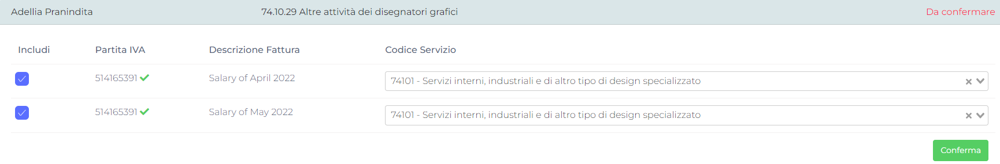 Adellia Pranindita 74.10.29 Altre attività dei disegnatori grafici Da confermare
Includi Partita IVA Descrizione Fattura Codice Servizio
514165391 Salary of April 2022 74101 - Servizi interni, industriali e di altro tipo di design specializzato
514165391 Salary of May 2022 74101 - Servizi interni, industriali e di altro tipo di design specializzato
Conferma